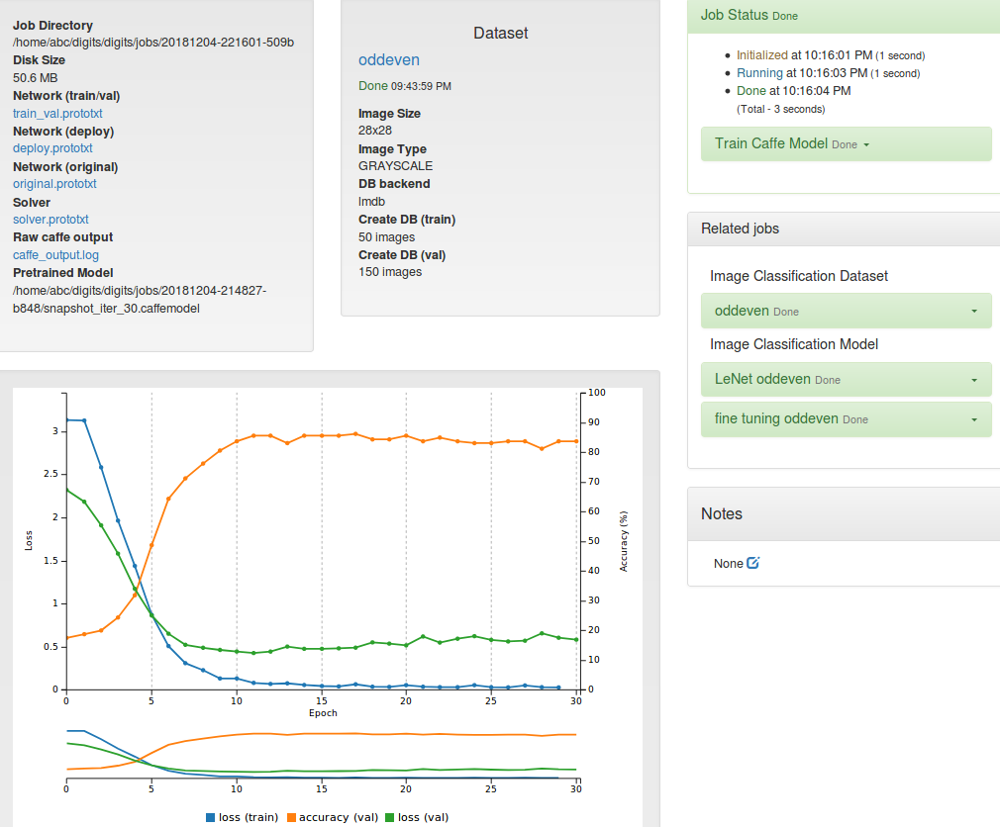 Job Directory
/home/abc/digits/digits/jobs/20181204-221601-509b
Disk Size
50.6 MB
Network (train/val)
train_val.prototxt
Network (deploy)
deploy.prototxt
Network (original)
original.prototxt
Solver
solver.prototxt
Raw caffe output
caffe_output.log
Pretrained Model
/home/abc/digits/digits/jobs/20181204-214827-
b848/snapshot_iter_30.caffemodel
Dataset
oddeven
Done 09:43:59 PM
Image Size
28x28
Image Type
GRAYSCALE
DB backend
lmdb
Create DB (train)
50 images
Create DB (val)
150 images
Job Status Done
Initialized at 10:16:01 PM (1 second)
Running at 10:16:03 PM (1 second)
Done at 10:16:04 PM
(Total - 3 seconds)
Train Caffe Model Done
Related jobs
Image Classification Dataset
oddeven Done
Image Classification Model
LeNet oddeven Done
fine tuning oddeven Done
Notes
None
3
2.5
2
1.5
1
0.5
0
Loss
100
90
80
70
60
50
40
30
20
10
0
Accuracy (%)
0 5 10 15 20 25 30
Epoch
0 5 10 15 20 25 30
loss (train) accuracy (val) loss (val)